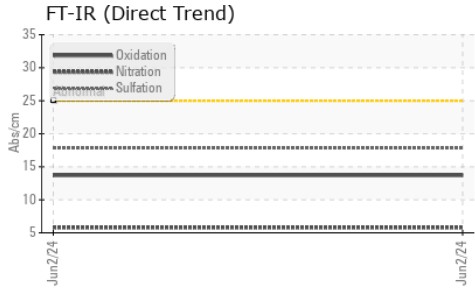 FT-IR (Direct Trend)
35
30
25
20
15
10
5
Abs/cm
Oxidation
Nitration
Sulfation
Abnormal
Jun2/24
Jun2/24